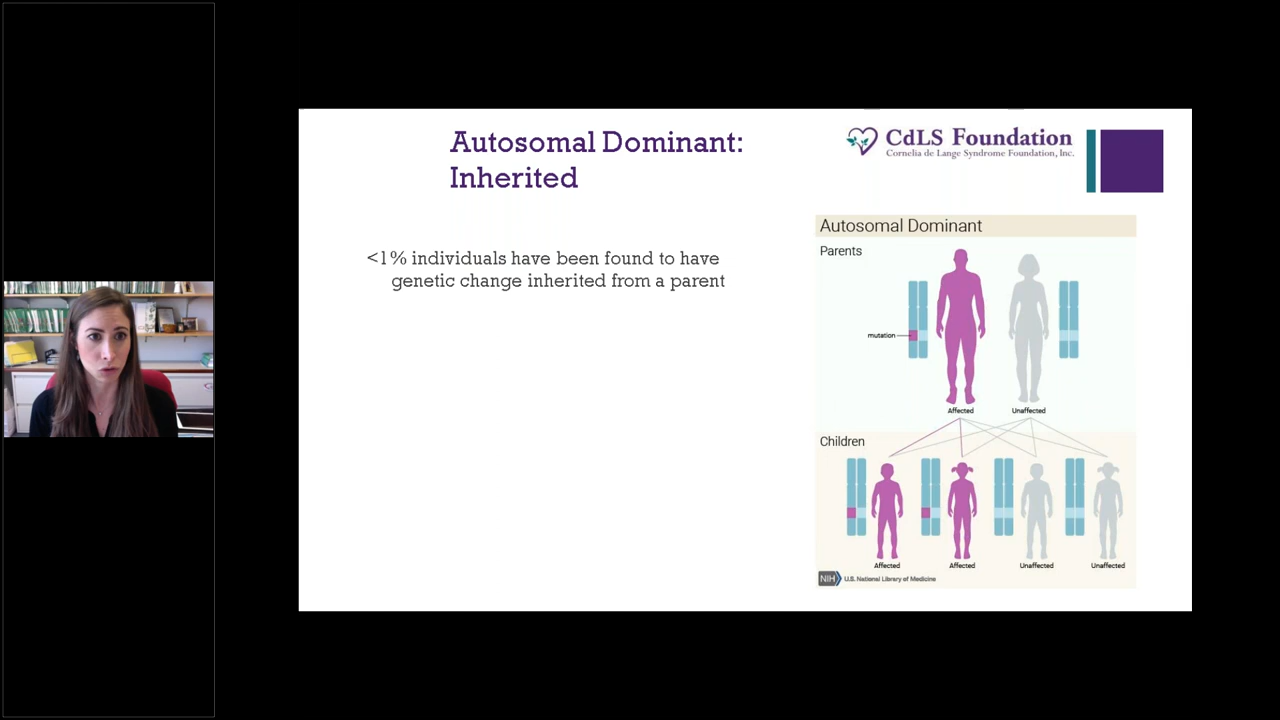 Autosomal Dominant:
Inherited
CdLS Foundation
Cornelia de Lange Syndrome Foundation, Inc.
<1% individuals have been found to have
genetic change inherited from a parent
Autosomal Dominant
Parents
mutation
Affected
Unaffected
Children
Affected
Affected
Unaffected
Unaffected
NIH
U.S. National Library of Medicine